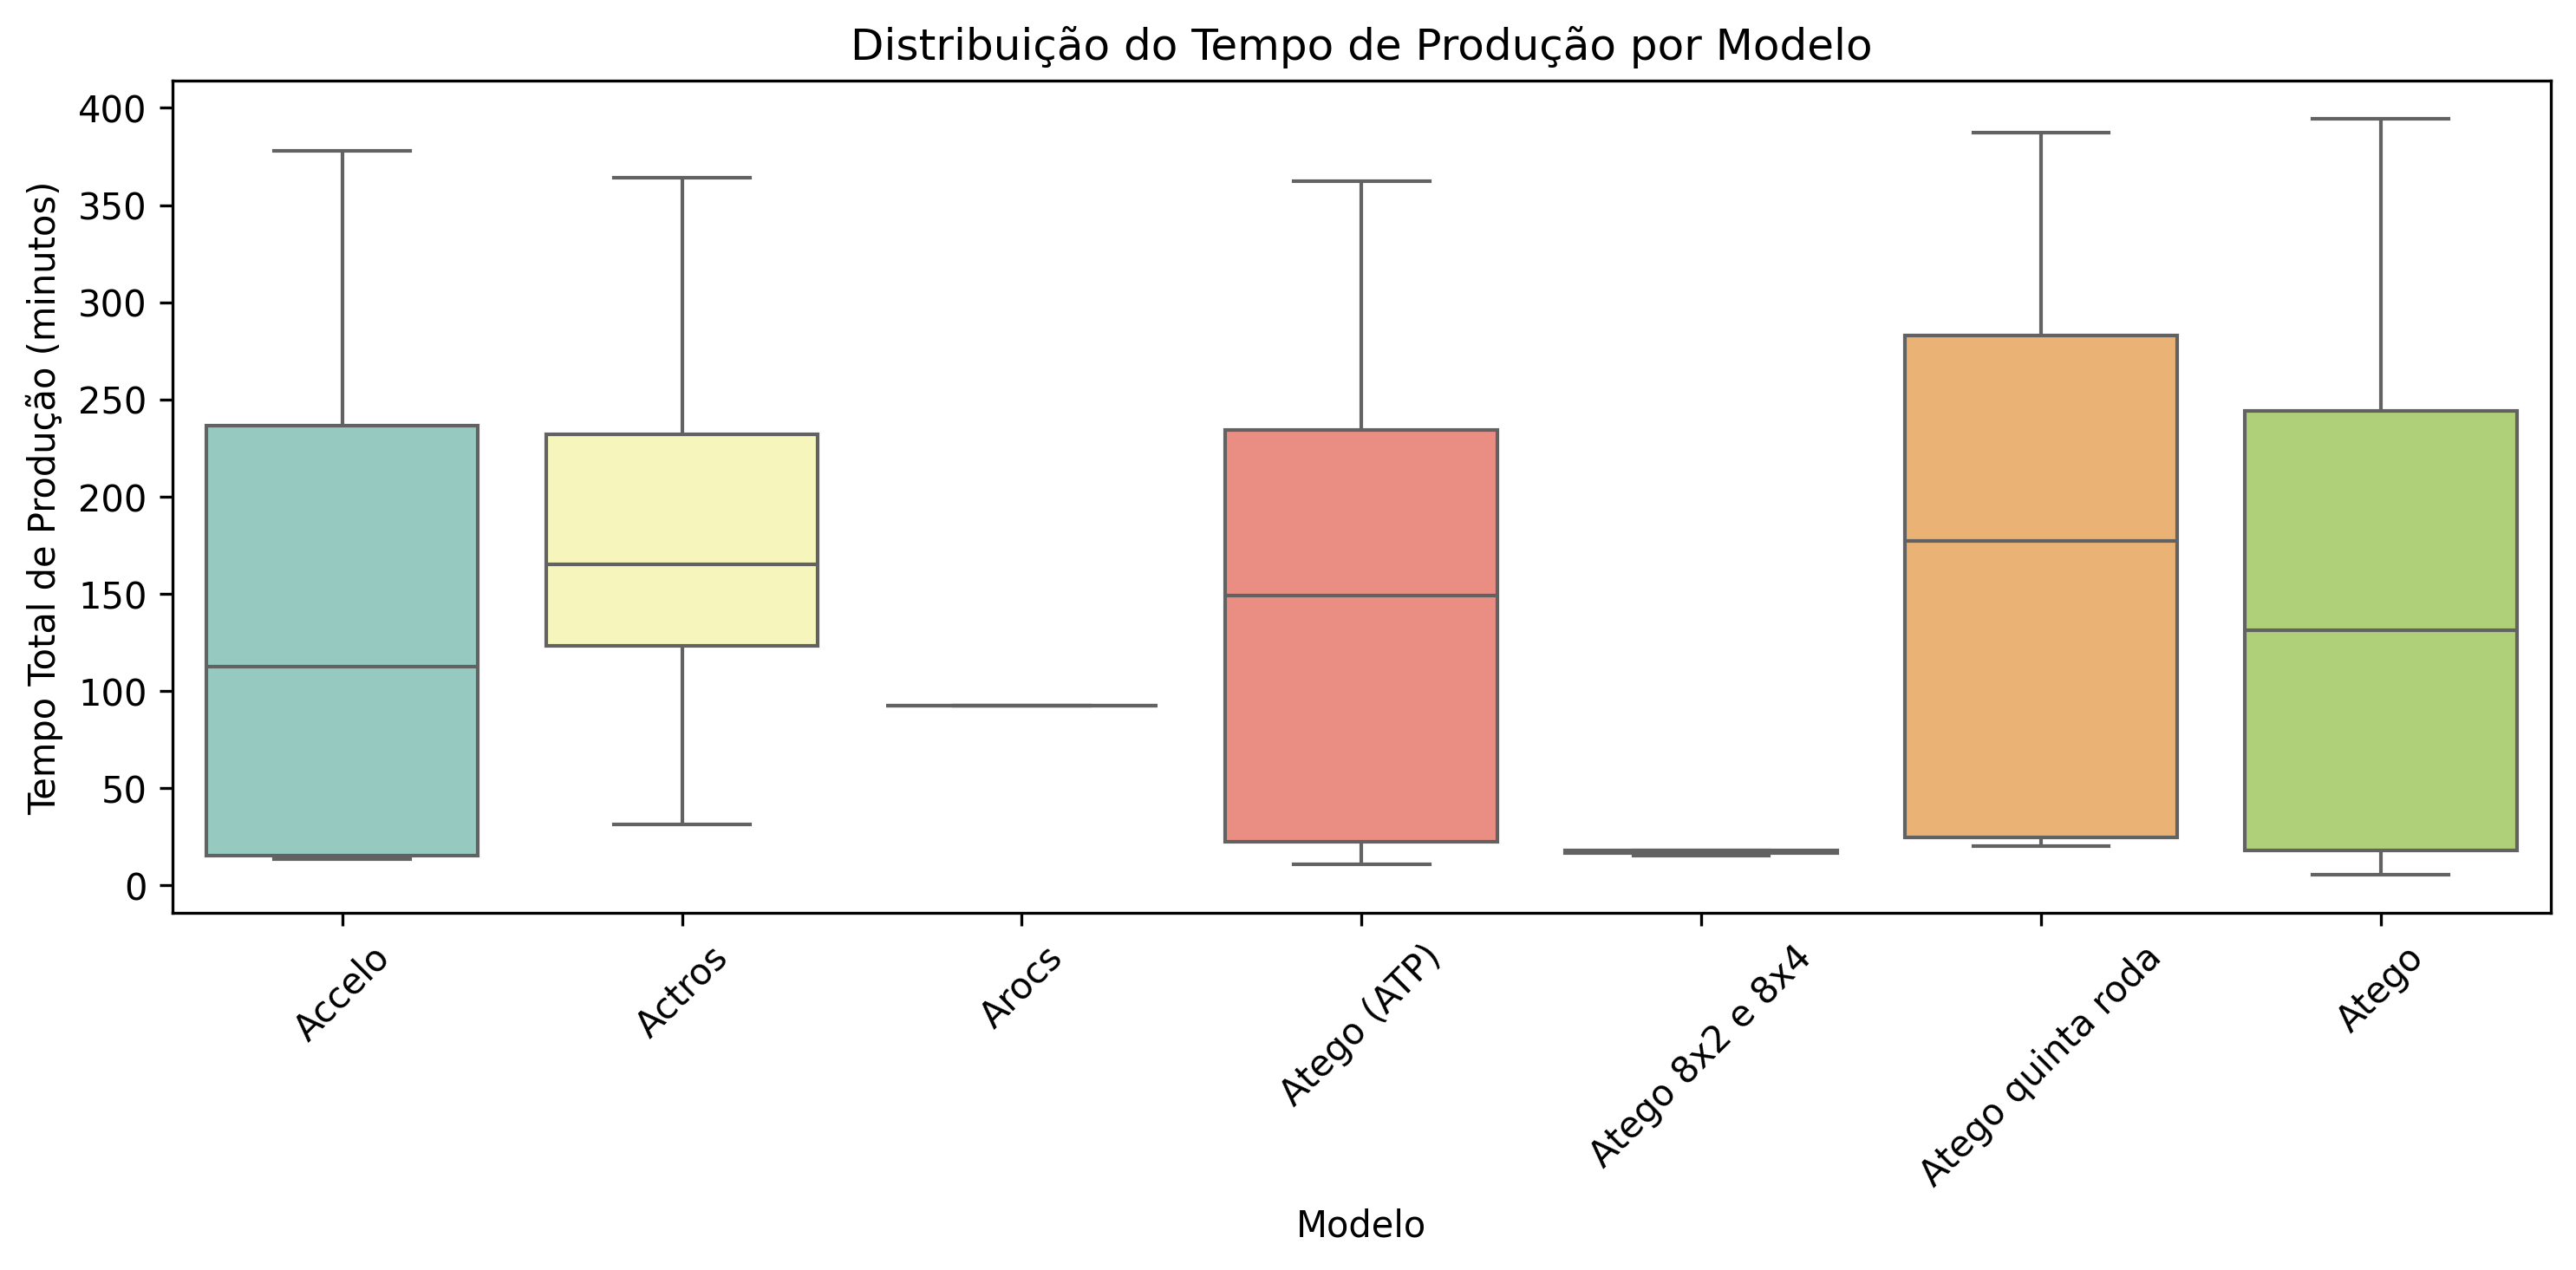 Distribuição do Tempo de Produção por Modelo
Tempo Total de Produção (minutos)
400
350
300
250
200
150
100
50
0
Accelo
Actros
Arocs
Atego (ATP)
Atego 8x2 e 8x4
Atego quinta roda
Atego
Modelo